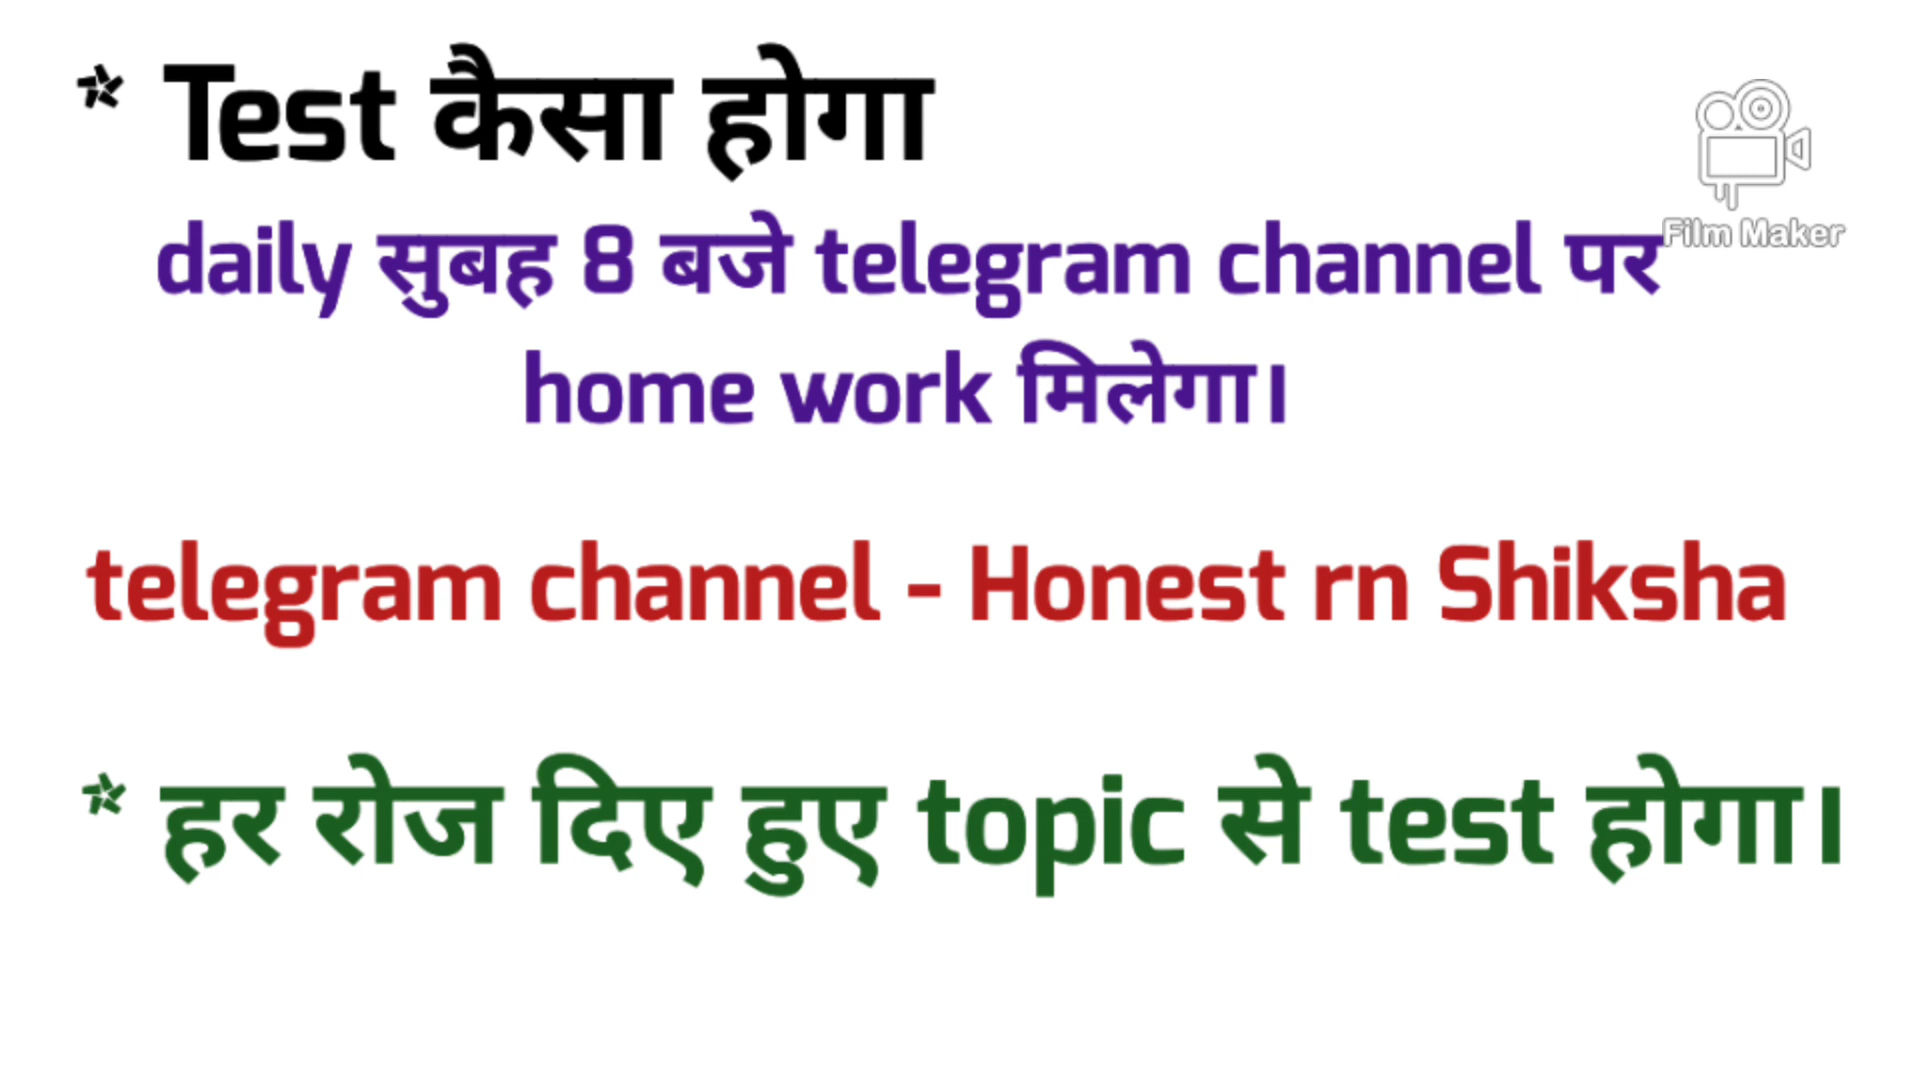 * Test कैसा होगा
Film Maker
daily सुबह 8 बजे telegram channel पर
home work मिलेगा।
telegram channel - Honest rn Shiksha
* हर रोज दिए हुए topic से test होगा।